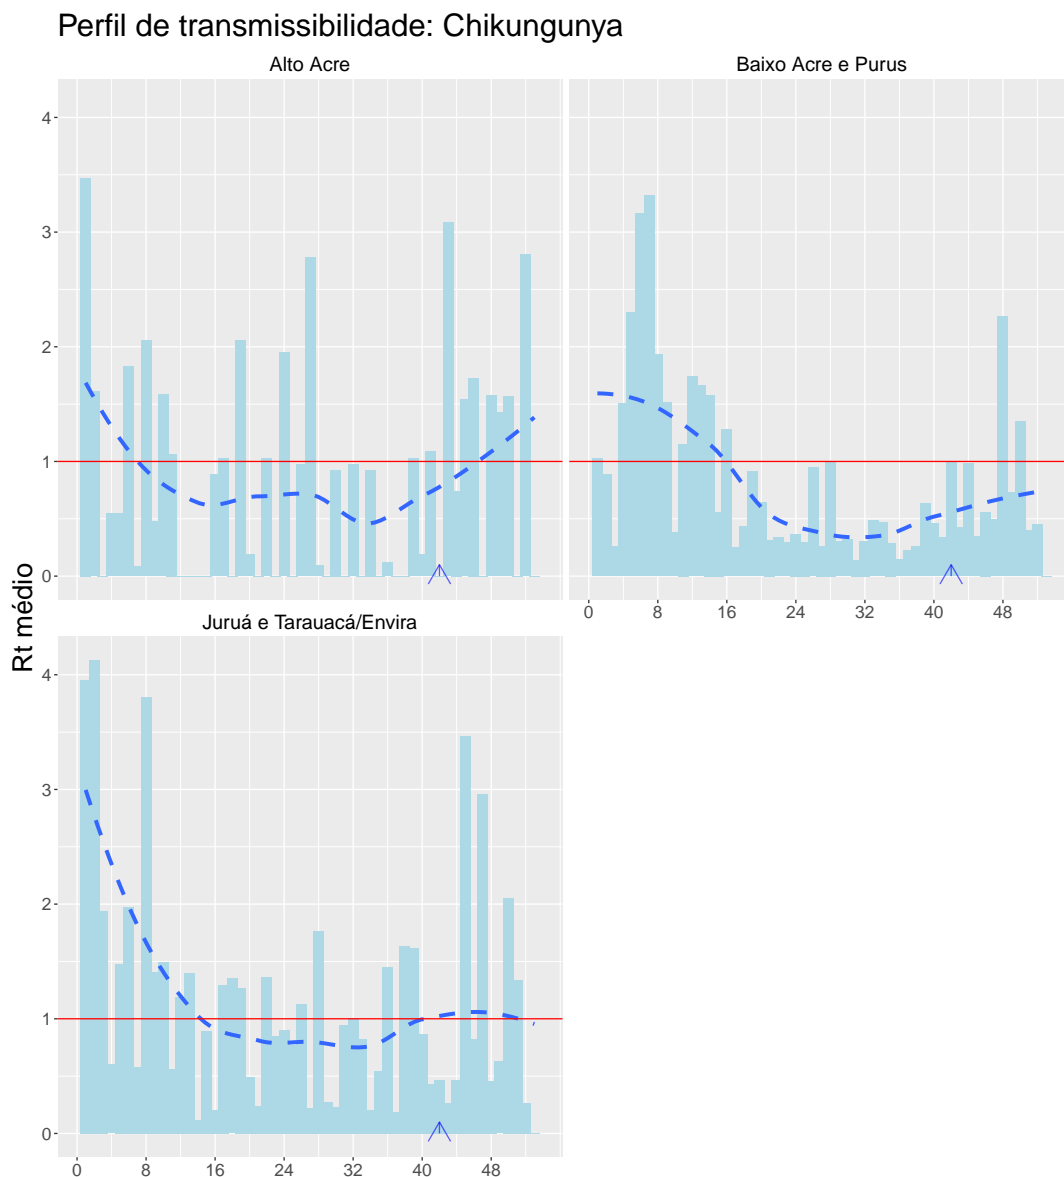 Perfil de transmissibilidade: Chikungunya
Alto Acre
Baixo Acre e Purus
4
3
2
1
0
0 8 16 24 32 40 48
Rt médio
Juruá e Tarauacá/Envira
4
3
2
1
0
0 8 16 24 32 40 48